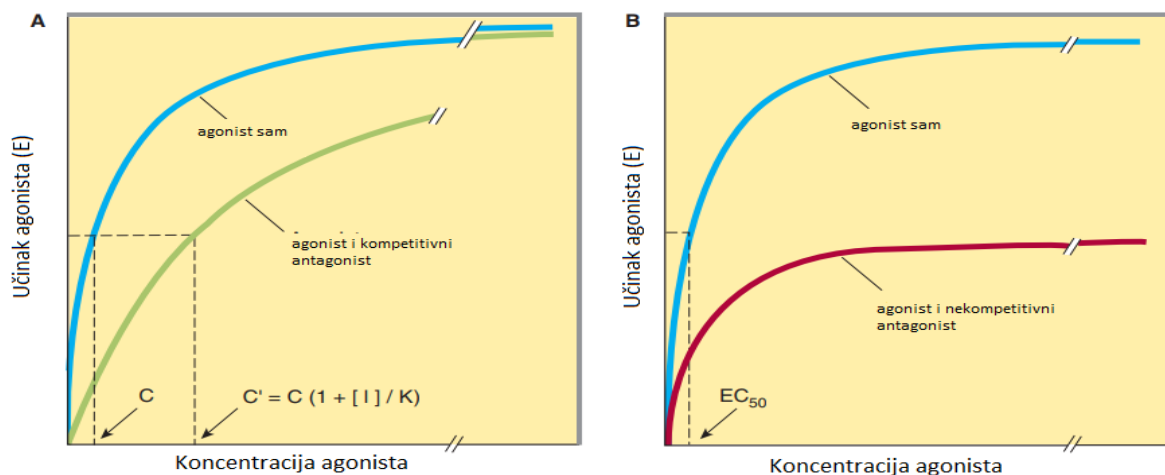 A
Učinak agonista (E)
agonist sam
agonist i kompetitivni
antagonist
C
C' = C (1 + [ I ] / K)
Koncentracija agonista
B
Učinak agonista (E)
agonist sam
agonist i nekompetitivni
antagonist
EC₅₀
Koncentracija agonista